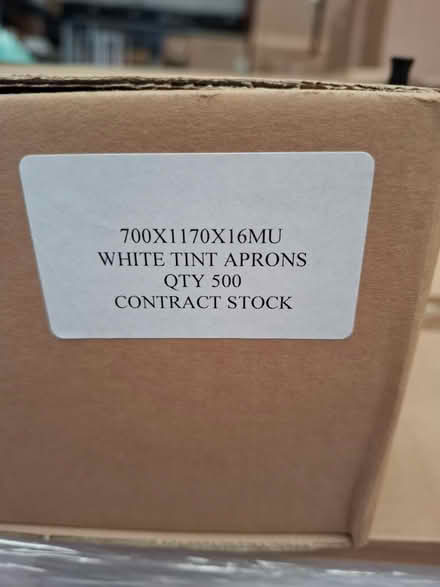 700X1170X16MU
WHITE TINT APRONS
QTY 500
CONTRACT STOCK